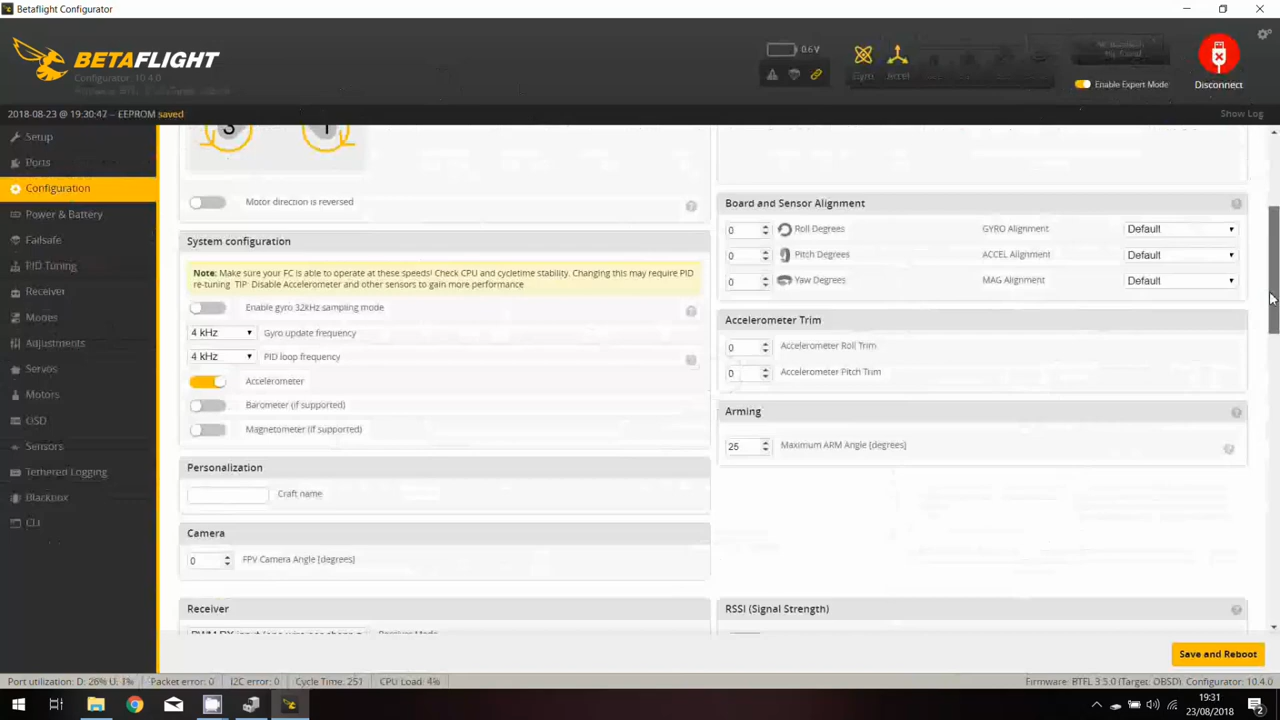 Betaflight Configurator
BETAFLIGHT
Configurator: 10.4.0
0.6V
Gyro
Accel
Enable Expert Mode
Disconnect
2018-08-23 @ 19:30:47 -- EEPROM saved
Show Log
Setup
Ports
Configuration
Power & Battery
Failsafe
PID Tuning
Receiver
Modes
Adjustments
Servos
Motors
OSD
Sensors
Tethered Logging
Blackbox
CLI
3
1
Motor direction is reversed
System configuration
Note: Make sure your FC is able to operate at these speeds! Check CPU and cycletime stability. Changing this may require PID
re-tuning TIP: Disable Accelerometer and other sensors to gain more performance
Enable gyro 32kHz sampling mode
4 kHz Gyro update frequency
4 kHz PID loop frequency
Accelerometer
Barometer (if supported)
Magnetometer (if supported)
Personalization
Craft name
Camera
0 FPV Camera Angle [degrees]
Receiver
Receiver Mode
Board and Sensor Alignment
0 Roll Degrees GYRO Alignment Default
0 Pitch Degrees ACCEL Alignment Default
0 Yaw Degrees MAG Alignment Default
Accelerometer Trim
0 Accelerometer Roll Trim
0 Accelerometer Pitch Trim
Arming
25 Maximum ARM Angle [degrees]
RSSI (Signal Strength)
Save and Reboot
Port utilization: D: 26% U: 1% Packet error: 0 I2C error: 0 Cycle Time: 251 CPU Load: 4% Firmware: BTFL 3.5.0 (Target: OBSD), Configurator: 10.4.0
19:31
23/08/2018
2